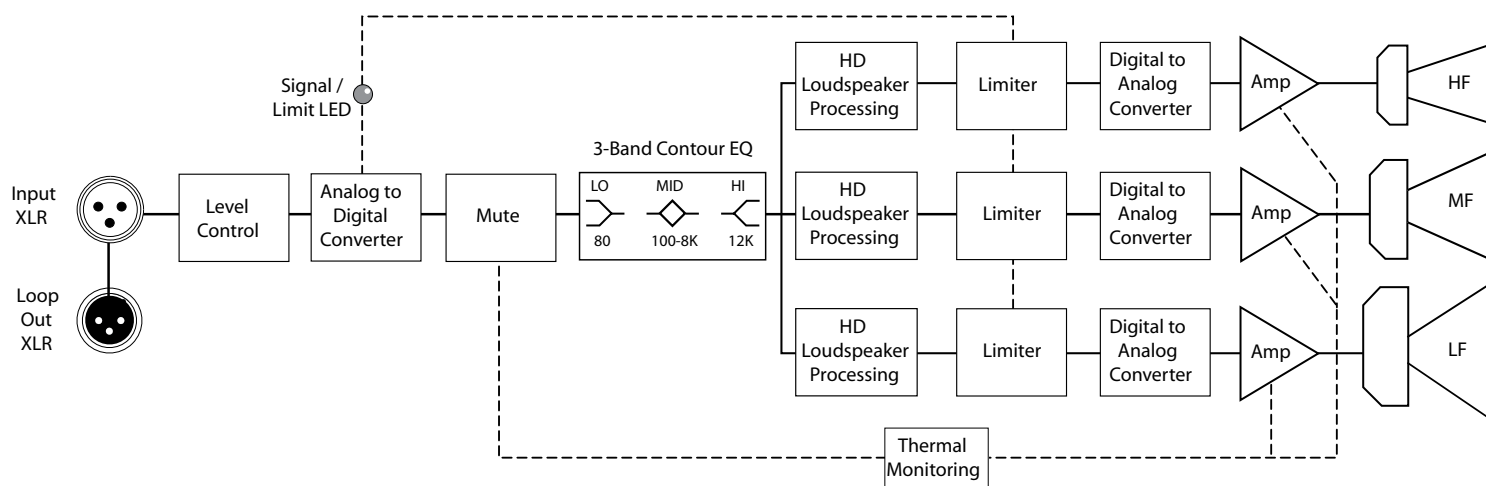 Signal /
Limit LED
Input
XLR
Loop
Out
XLR
Level
Control
Analog to
Digital
Converter
Mute
3-Band Contour EQ
LO MID HI
80 100-8K 12K
HD
Loudspeaker
Processing
Limiter
Digital to
Analog
Converter
Amp
HF
HD
Loudspeaker
Processing
Limiter
Digital to
Analog
Converter
Amp
MF
HD
Loudspeaker
Processing
Limiter
Digital to
Analog
Converter
Amp
LF
Thermal
Monitoring